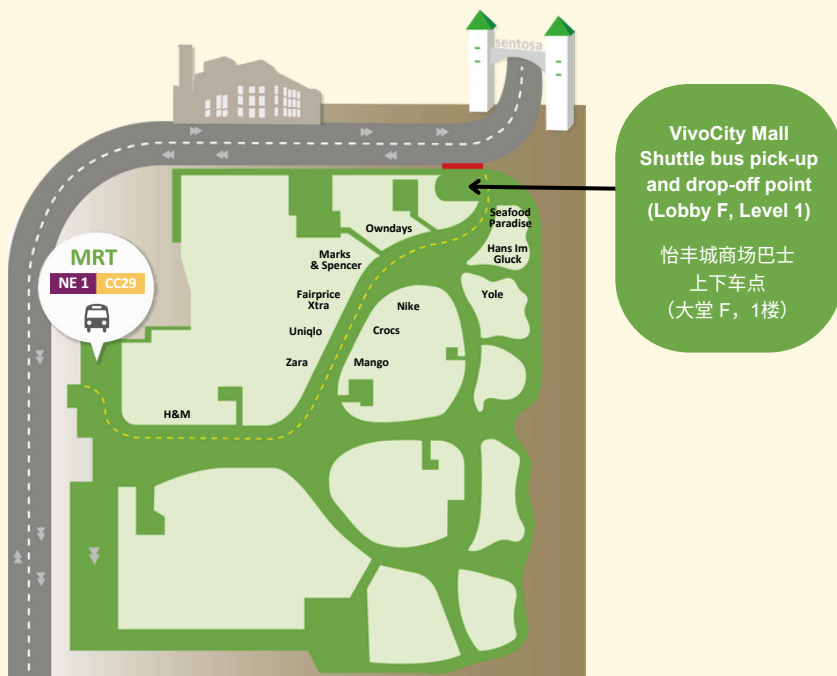 sentosa
VivoCity Mall
Shuttle bus pick-up
and drop-off point
(Lobby F, Level 1)
怡丰城商场巴士
上下车点
（大堂 F，1楼）
Seafood
Paradise
Owndays
Hans Im
Gluck
Marks
& Spencer
MRT
NE 1 CC29
Fairprice
Xtra
Nike
Yole
Uniqlo
Crocs
Zara
Mango
H&M